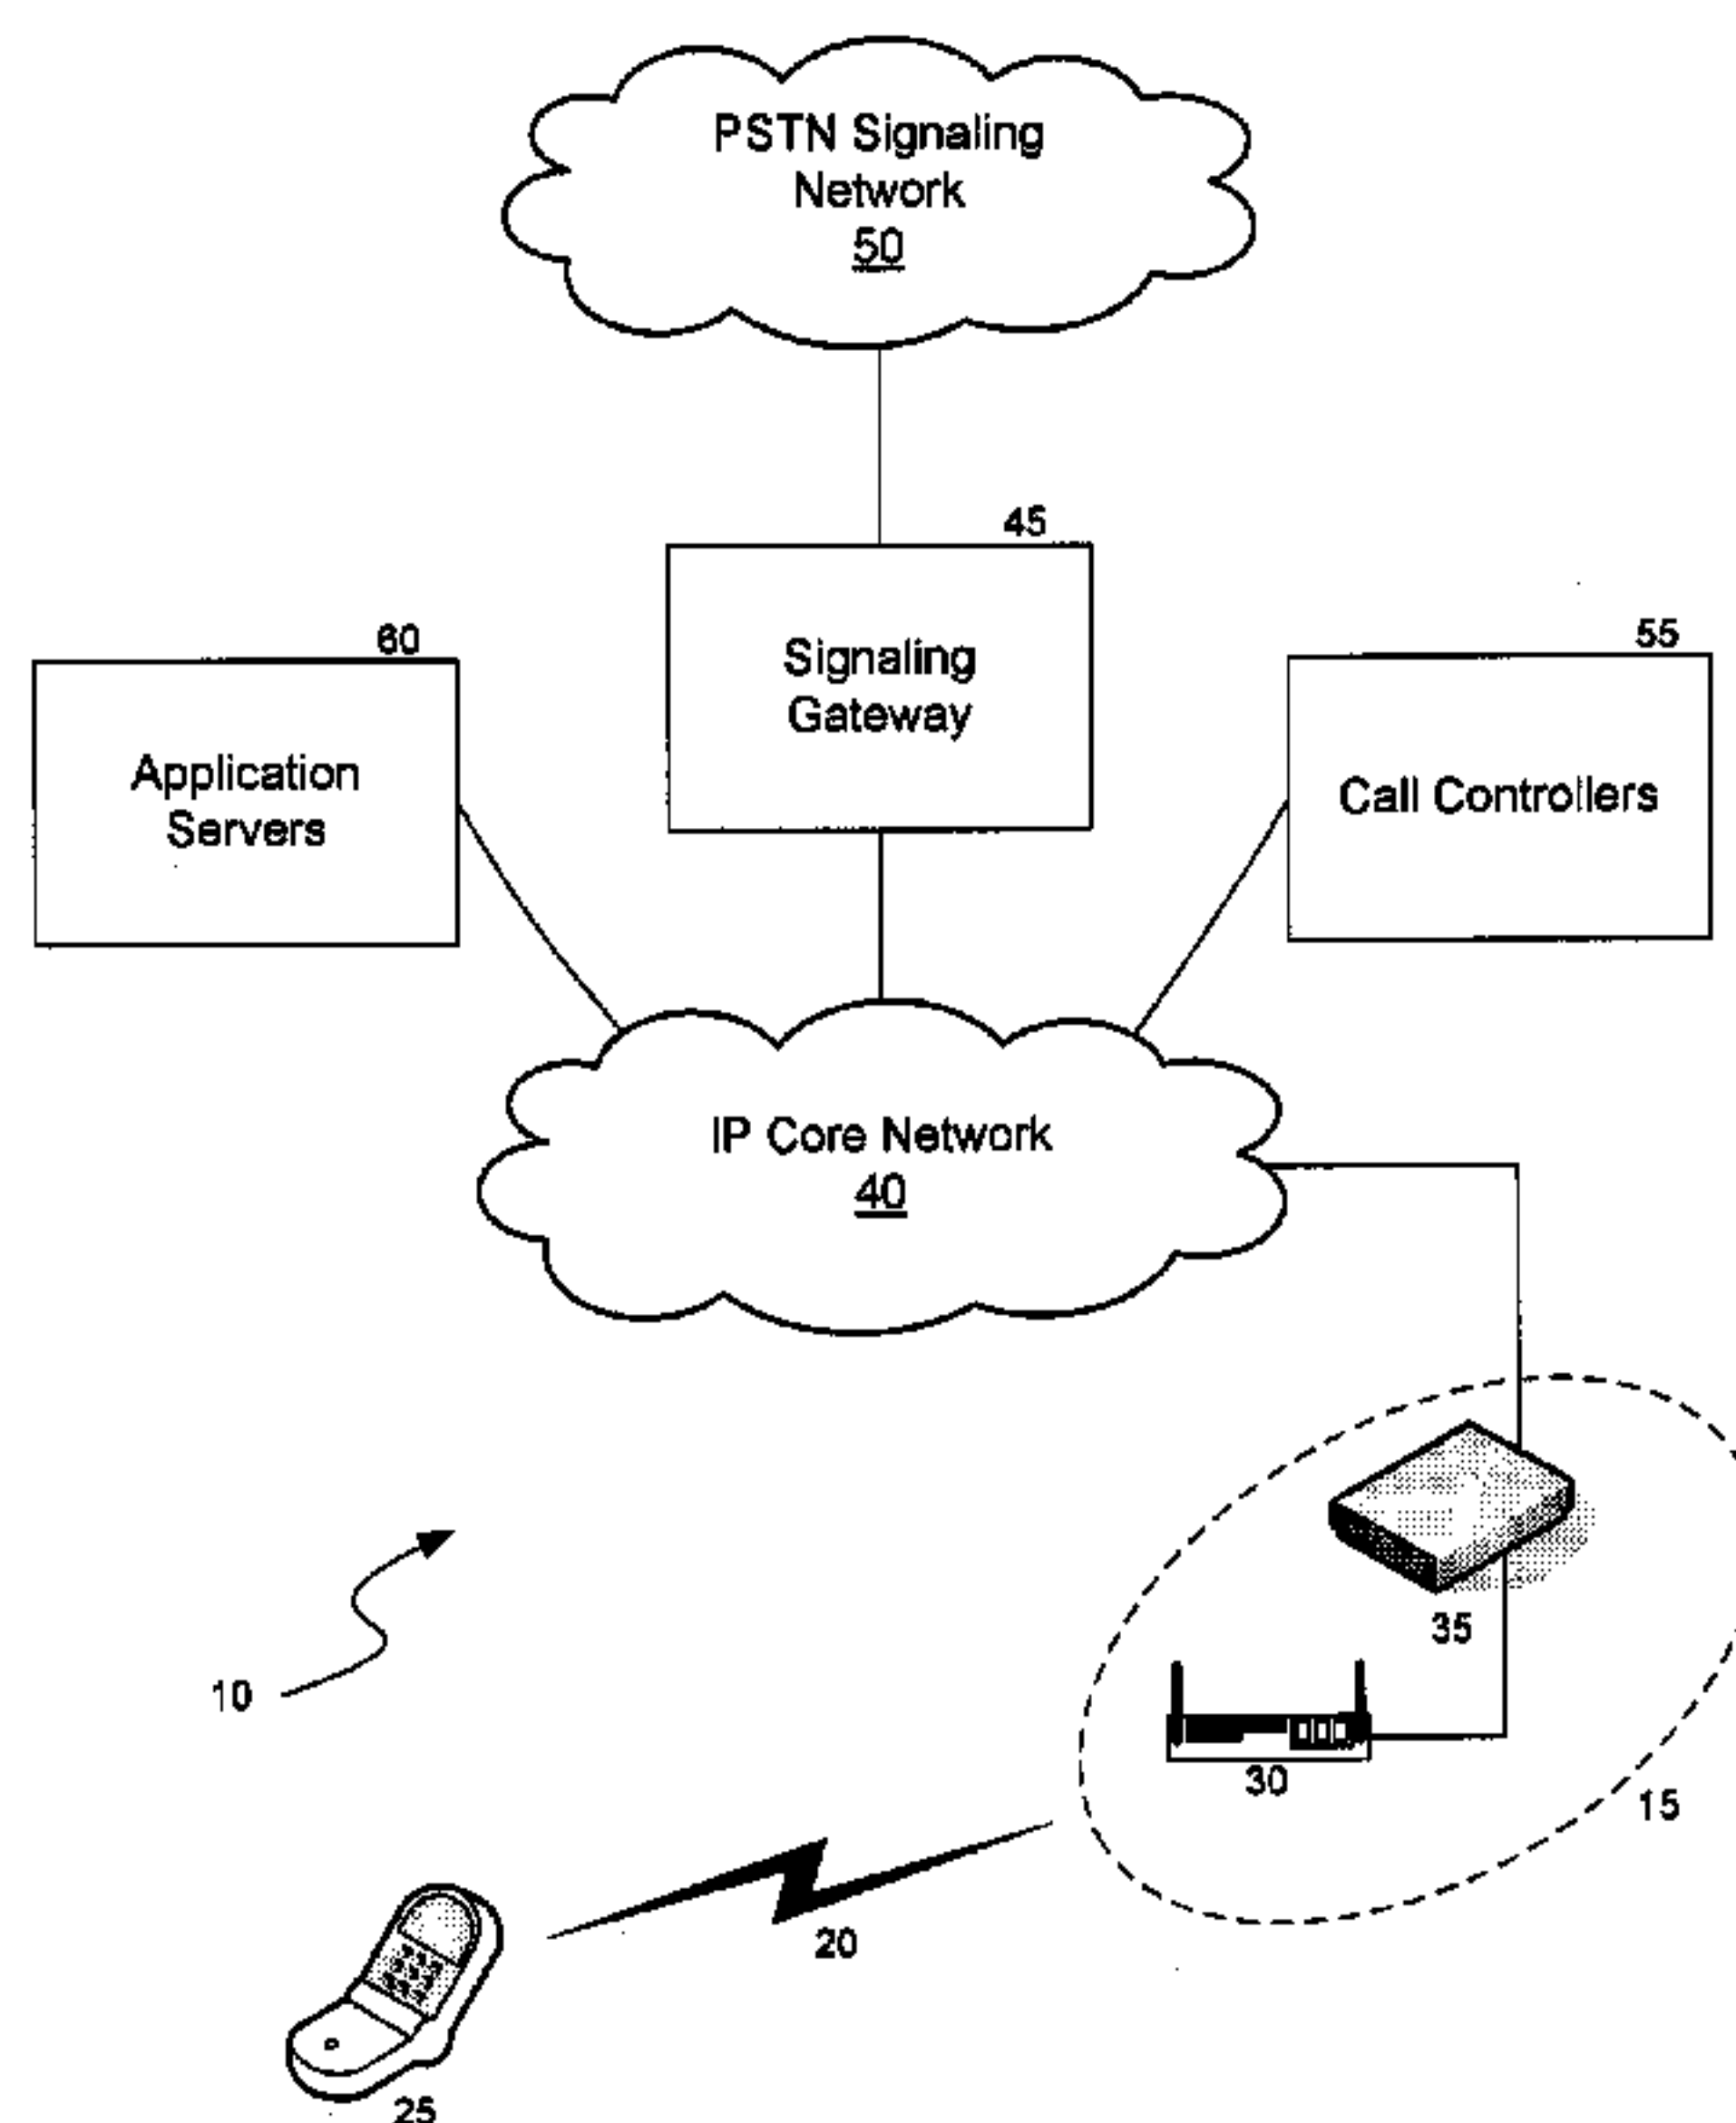 PSTN Signaling
Network
50
45
Signaling
Gateway
60
Application
Servers
55
Call Controllers
IP Core Network
40
35
10
30
15
20
25